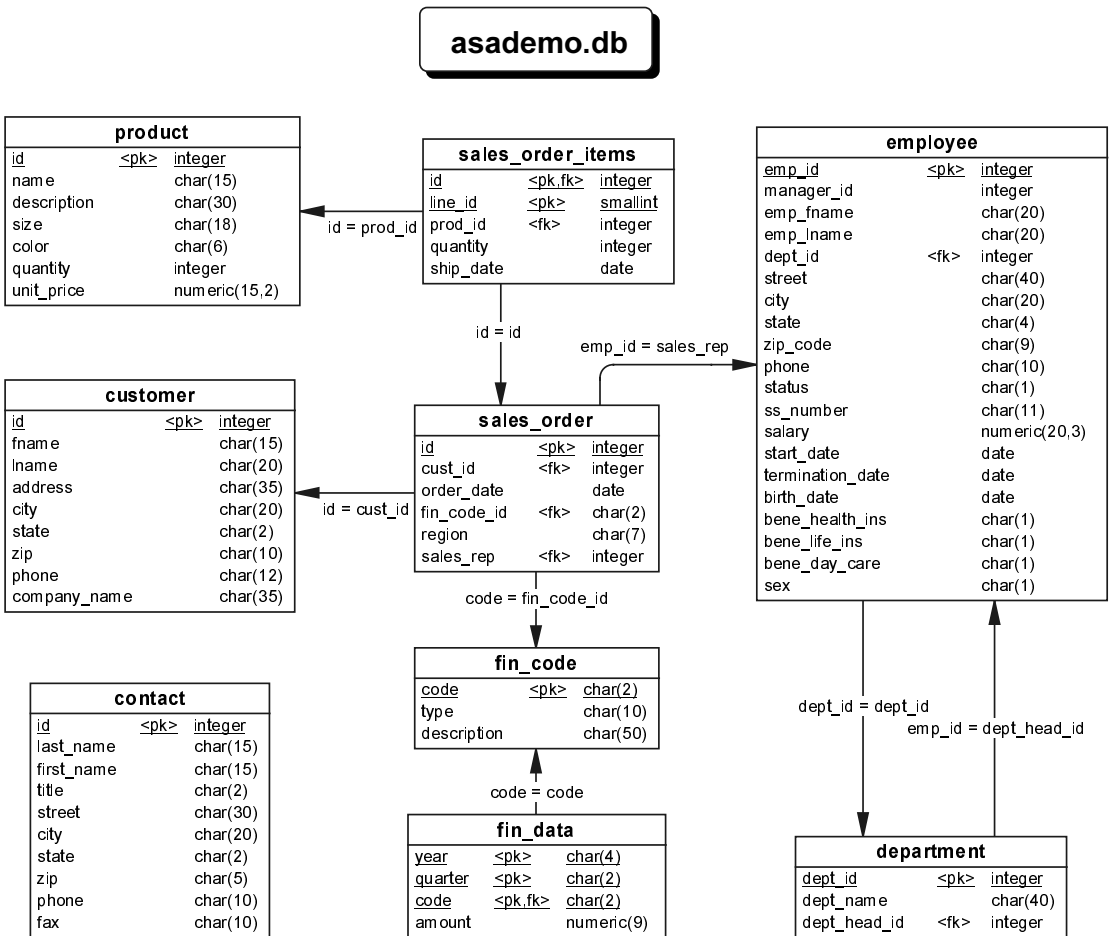 asademo.db
product
id <pk> integer
name char(15)
description char(30)
size char(18)
color char(6)
quantity integer
unit_price numeric(15,2)
id = prod_id
sales_order_items
id <pk,fk> integer
line_id <pk> smallint
prod_id <fk> integer
quantity integer
ship_date date
id = id
emp_id = sales_rep
employee
emp_id <pk> integer
manager_id integer
emp_fname char(20)
emp_lname char(20)
dept_id <fk> integer
street char(40)
city char(20)
state char(4)
zip_code char(9)
phone char(10)
status char(1)
ss_number char(11)
salary numeric(20,3)
start_date date
termination_date date
birth_date date
bene_health_ins char(1)
bene_life_ins char(1)
bene_day_care char(1)
sex char(1)
customer
id <pk> integer
fname char(15)
lname char(20)
address char(35)
city char(20)
state char(2)
zip char(10)
phone char(12)
company_name char(35)
id = cust_id
sales_order
id <pk> integer
cust_id <fk> integer
order_date date
fin_code_id <fk> char(2)
region char(7)
sales_rep <fk> integer
code = fin_code_id
fin_code
code <pk> char(2)
type char(10)
description char(50)
code = code
dept_id = dept_id
emp_id = dept_head_id
contact
id <pk> integer
last_name char(15)
first_name char(15)
title char(2)
street char(30)
city char(20)
state char(2)
zip char(5)
phone char(10)
fax char(10)
fin_data
year <pk> char(4)
quarter <pk> char(2)
code <pk,fk> char(2)
amount numeric(9)
department
dept_id <pk> integer
dept_name char(40)
dept_head_id <fk> integer